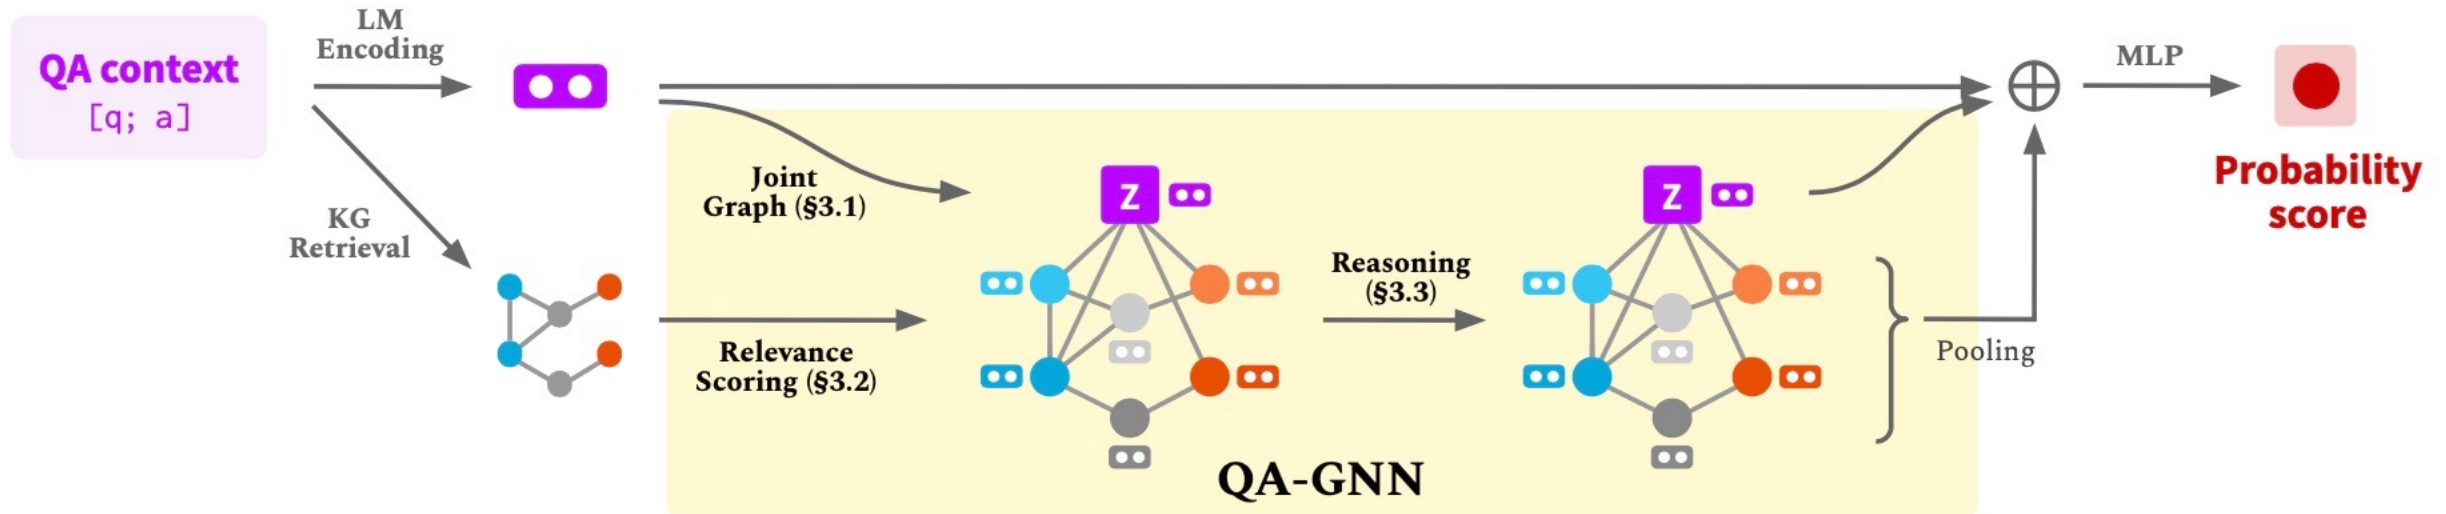 QA context
[q; a]
LM
Encoding
KG
Retrieval
Joint
Graph (§3.1)
Relevance
Scoring (§3.2)
Z
Reasoning
(§3.3)
Z
Pooling
QA-GNN
MLP
Probability
score